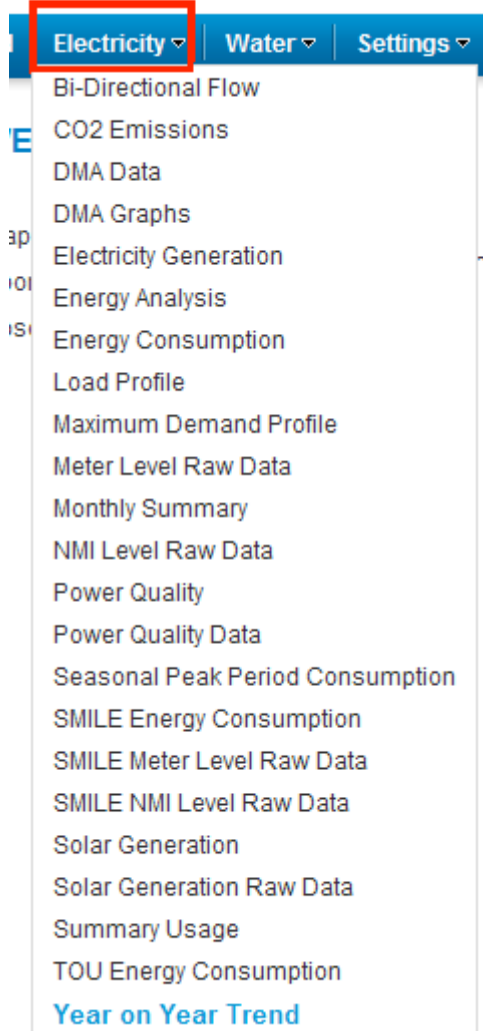 Electricity Water Settings
Bi-Directional Flow
CO2 Emissions
DMA Data
DMA Graphs
Electricity Generation
Energy Analysis
Energy Consumption
Load Profile
Maximum Demand Profile
Meter Level Raw Data
Monthly Summary
NMI Level Raw Data
Power Quality
Power Quality Data
Seasonal Peak Period Consumption
SMILE Energy Consumption
SMILE Meter Level Raw Data
SMILE NMI Level Raw Data
Solar Generation
Solar Generation Raw Data
Summary Usage
TOU Energy Consumption
Year on Year Trend